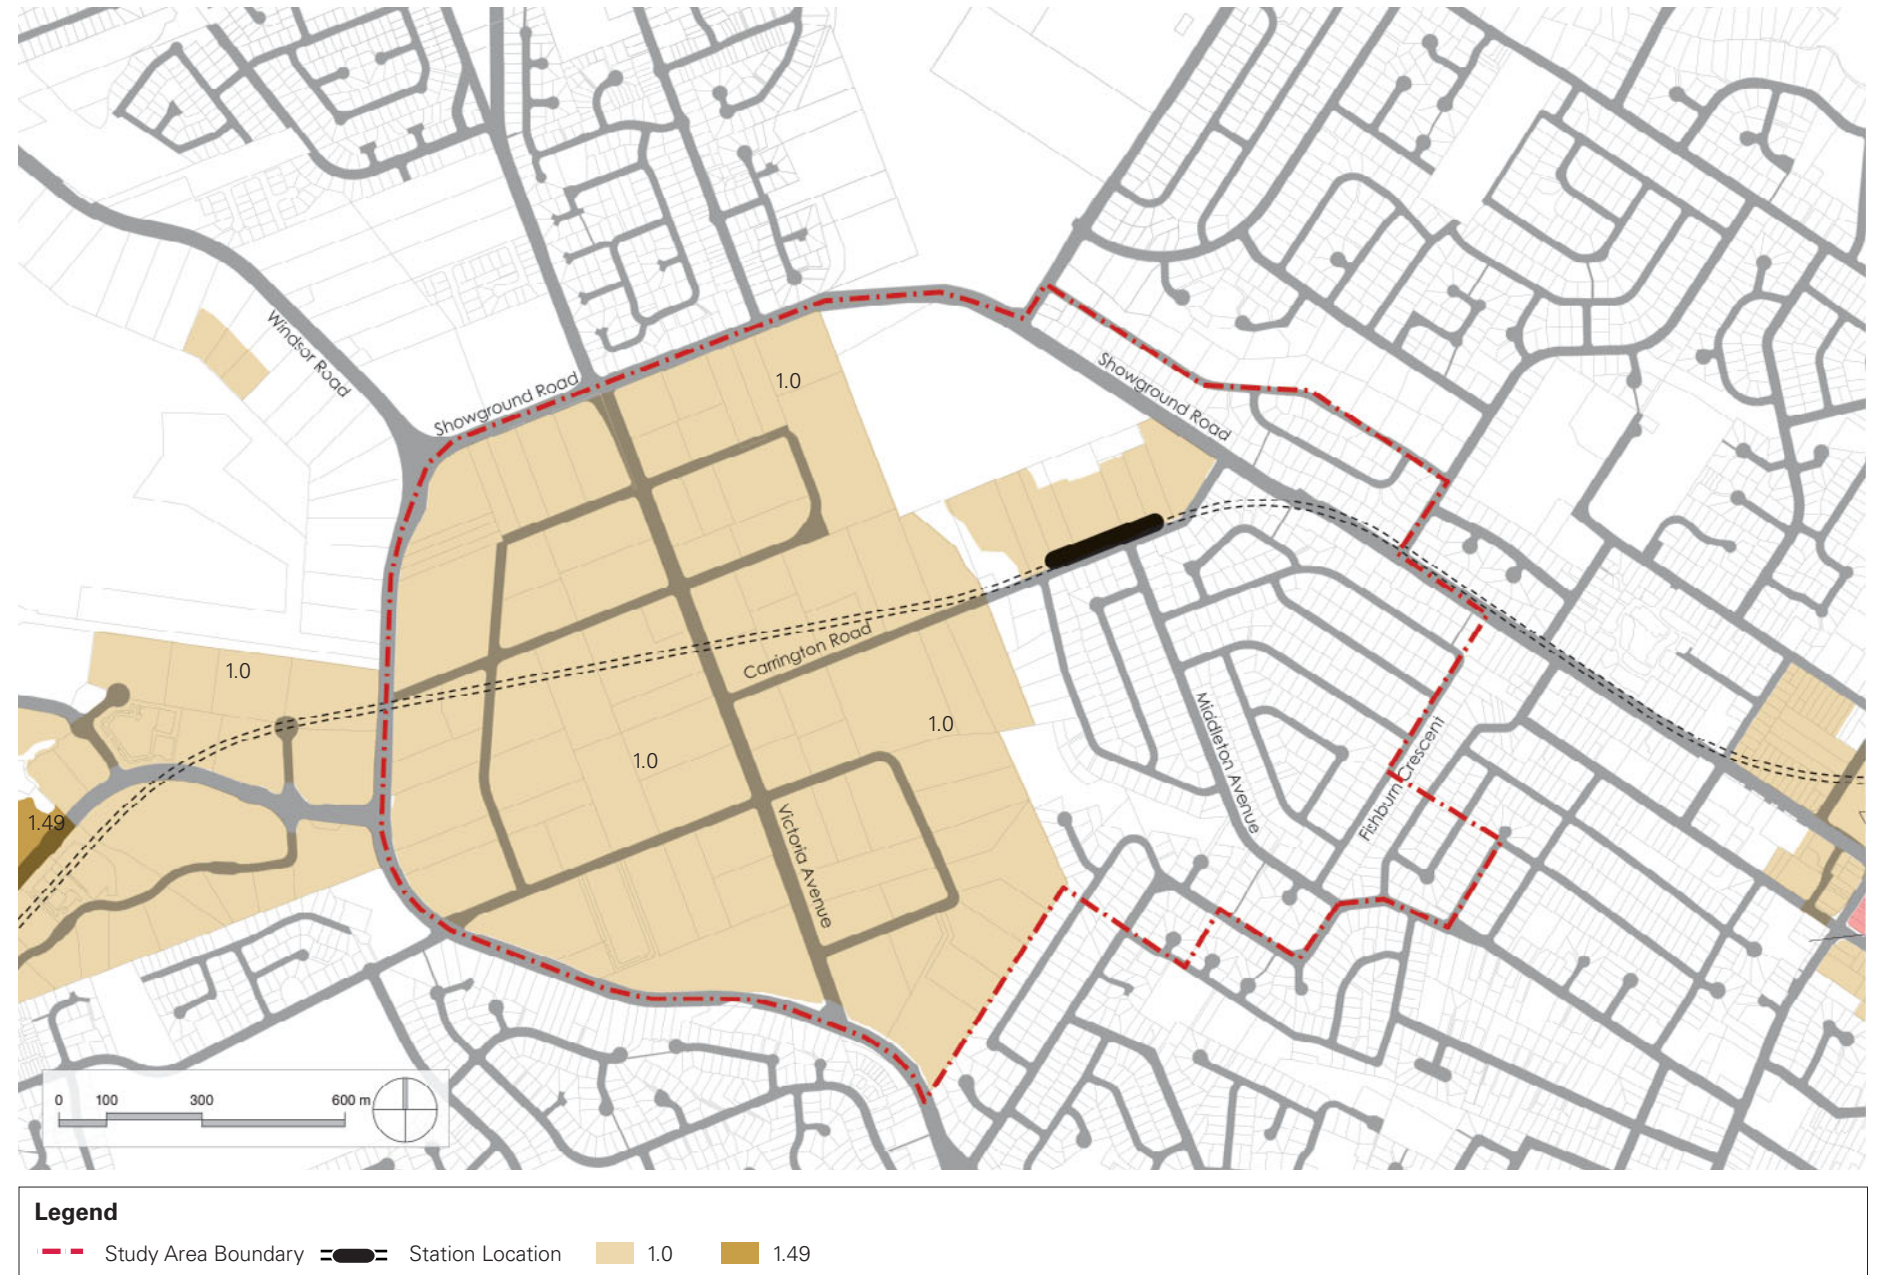 Windsor Road
Showground Road
1.0
Showground Road
1.0
Carrington Road
1.0
1.0
1.49
Middleton Avenue
Fishburn Crescent
Victoria Avenue
0 100 300 600 m
Legend
Study Area Boundary Station Location 1.0 1.49